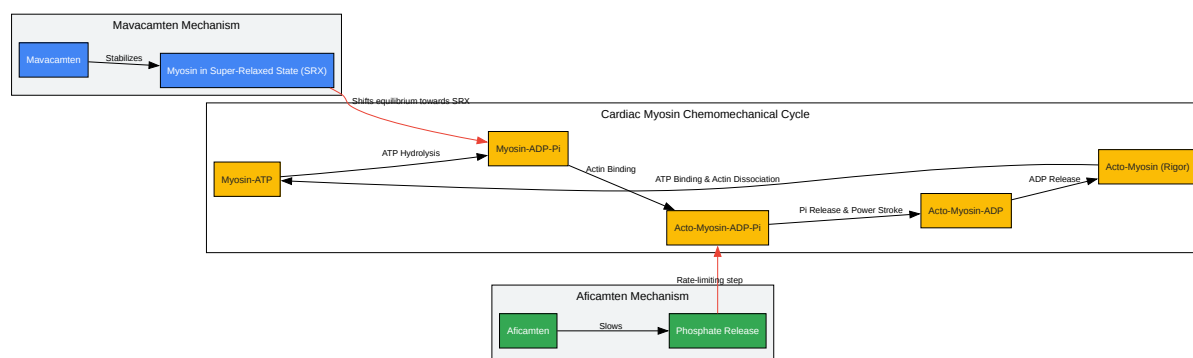 Mavacamten Mechanism
Mavacamten
Stabilizes
Myosin in Super-Relaxed State (SRX)
Shifts equilibrium towards SRX
Cardiac Myosin Chemomechanical Cycle
Myosin-ATP
ATP Hydrolysis
Myosin-ADP-Pi
Actin Binding
ATP Binding & Actin Dissociation
Acto-Myosin (Rigor)
ADP Release
Acto-Myosin-ADP
Pi Release & Power Stroke
Acto-Myosin-ADP-Pi
Rate-limiting step
Aficamten Mechanism
Aficamten
Slows
Phosphate Release